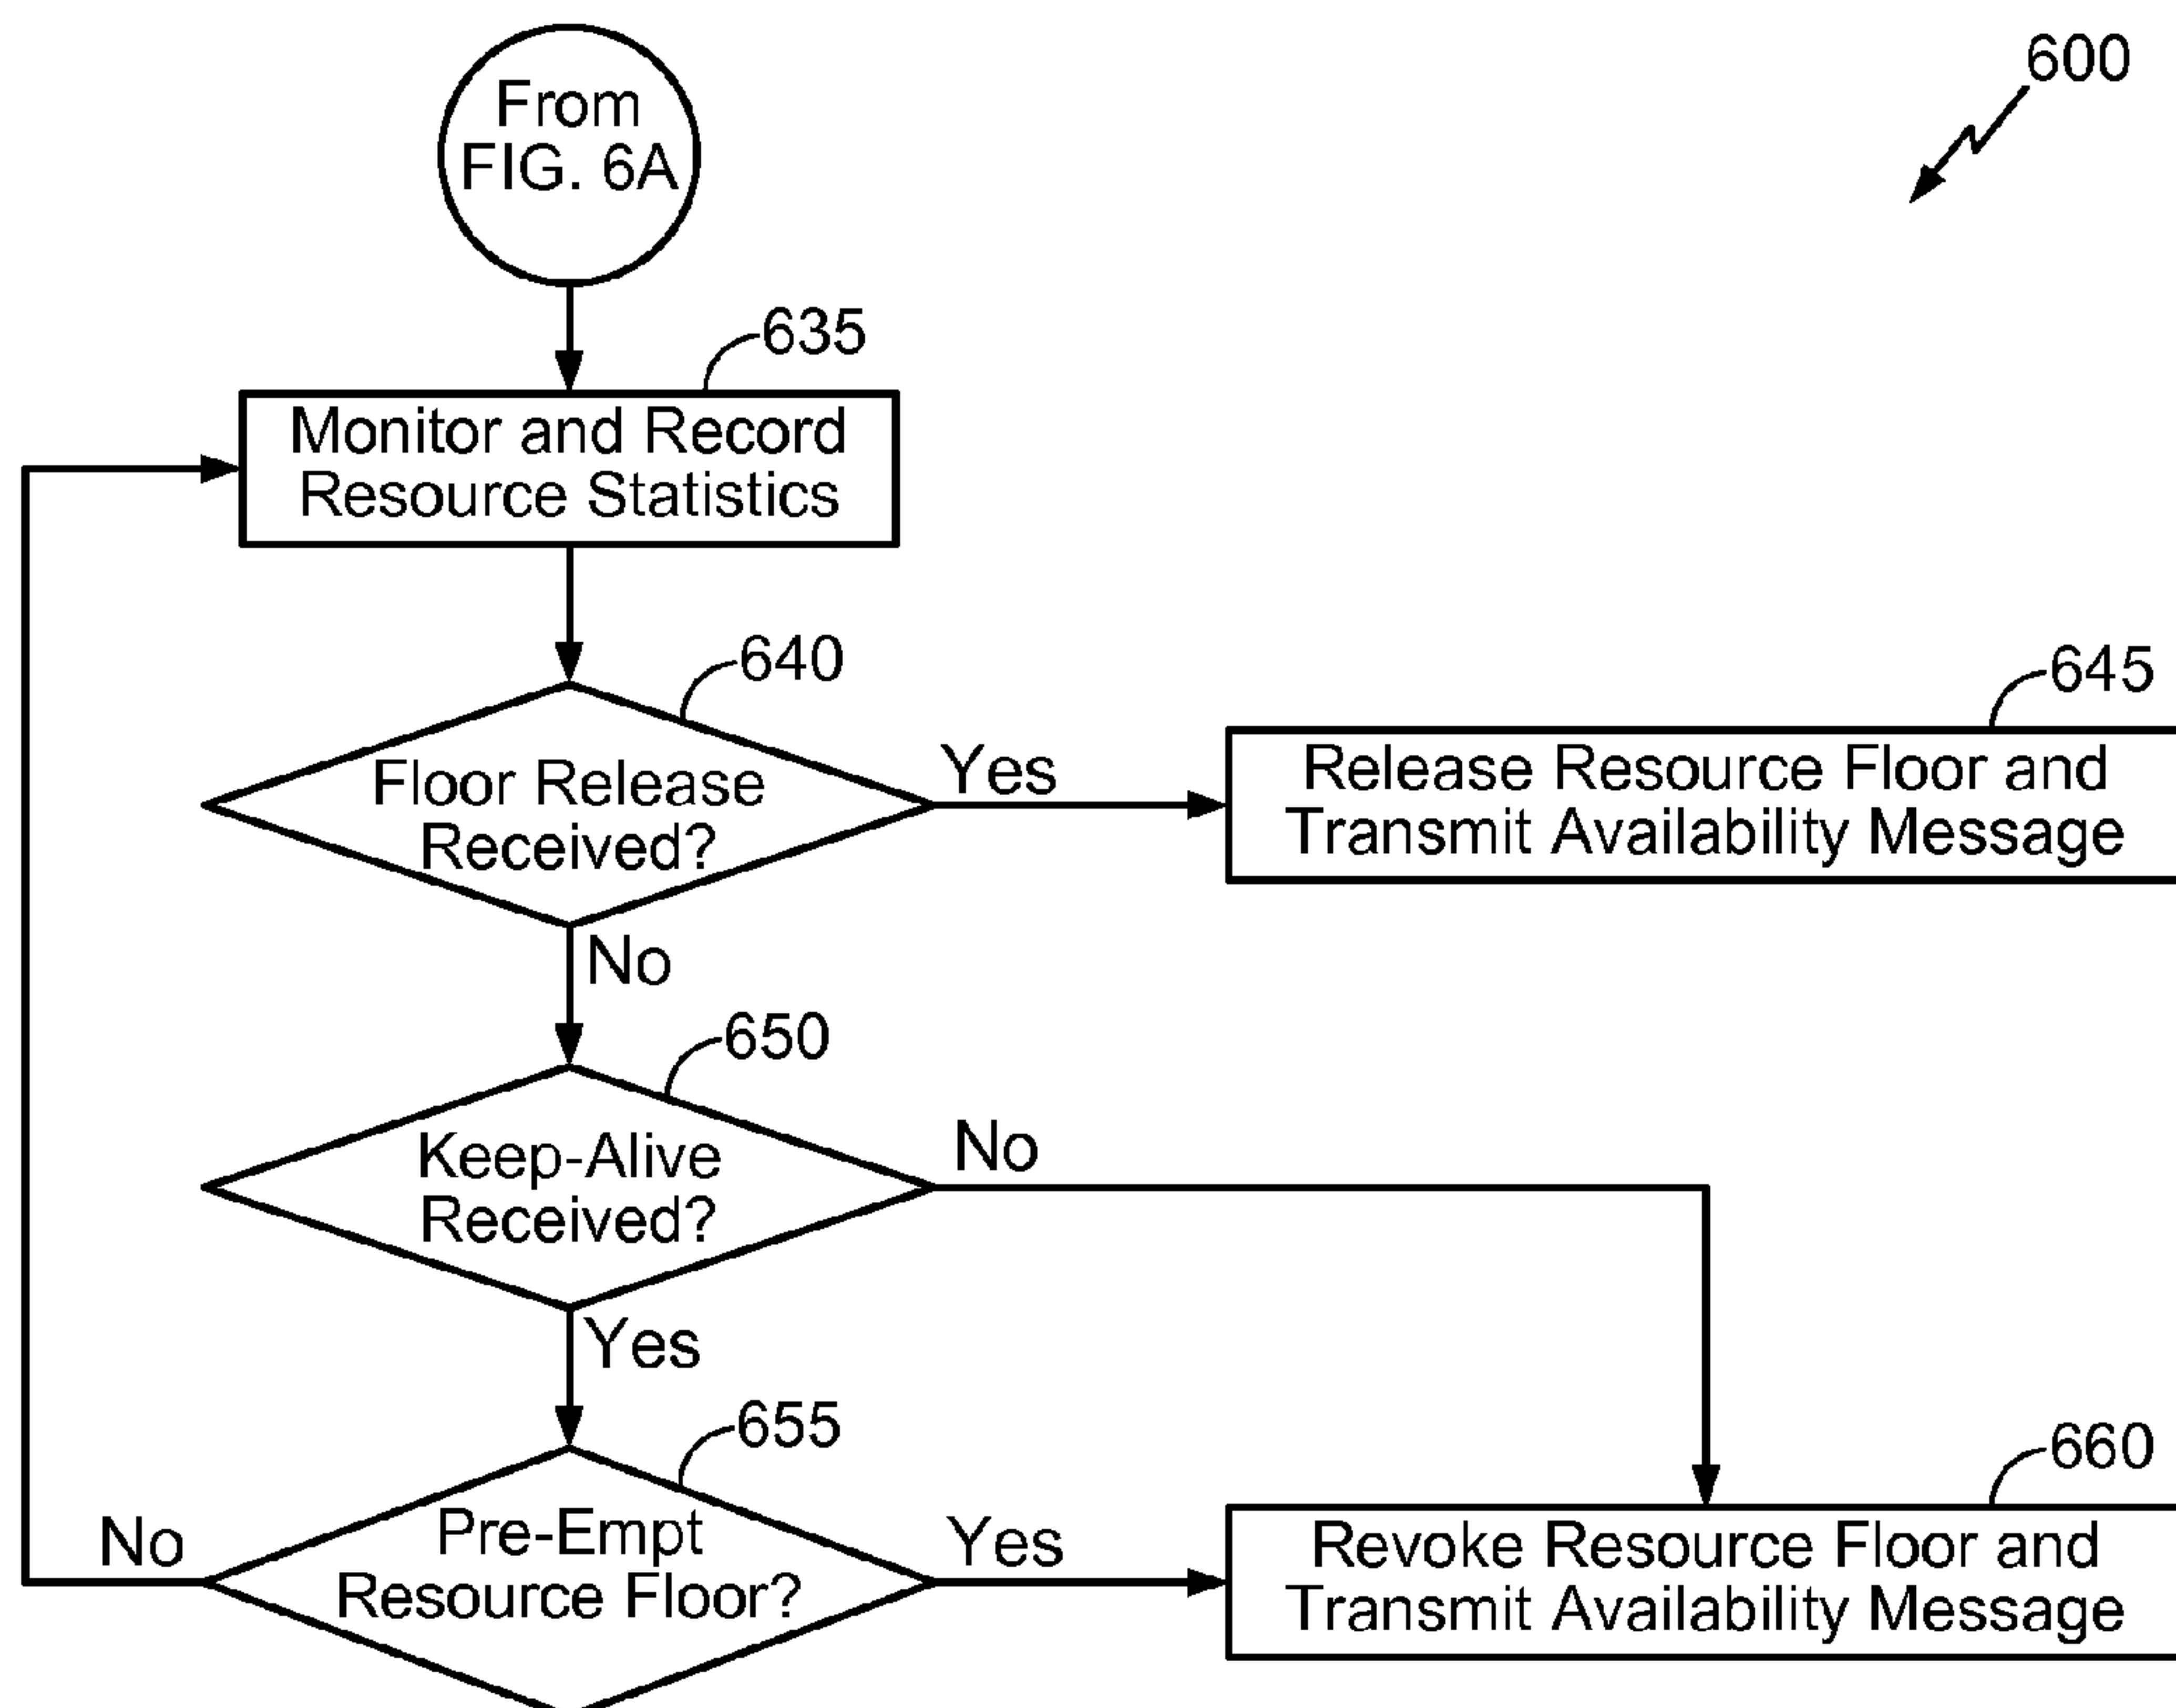 From
FIG. 6A
600
635
Monitor and Record
Resource Statistics
640
Floor Release
Received?
Yes
645
Release Resource Floor and
Transmit Availability Message
No
650
Keep-Alive
Received?
No
Yes
655
Pre-Empt
Resource Floor?
No
Yes
660
Revoke Resource Floor and
Transmit Availability Message